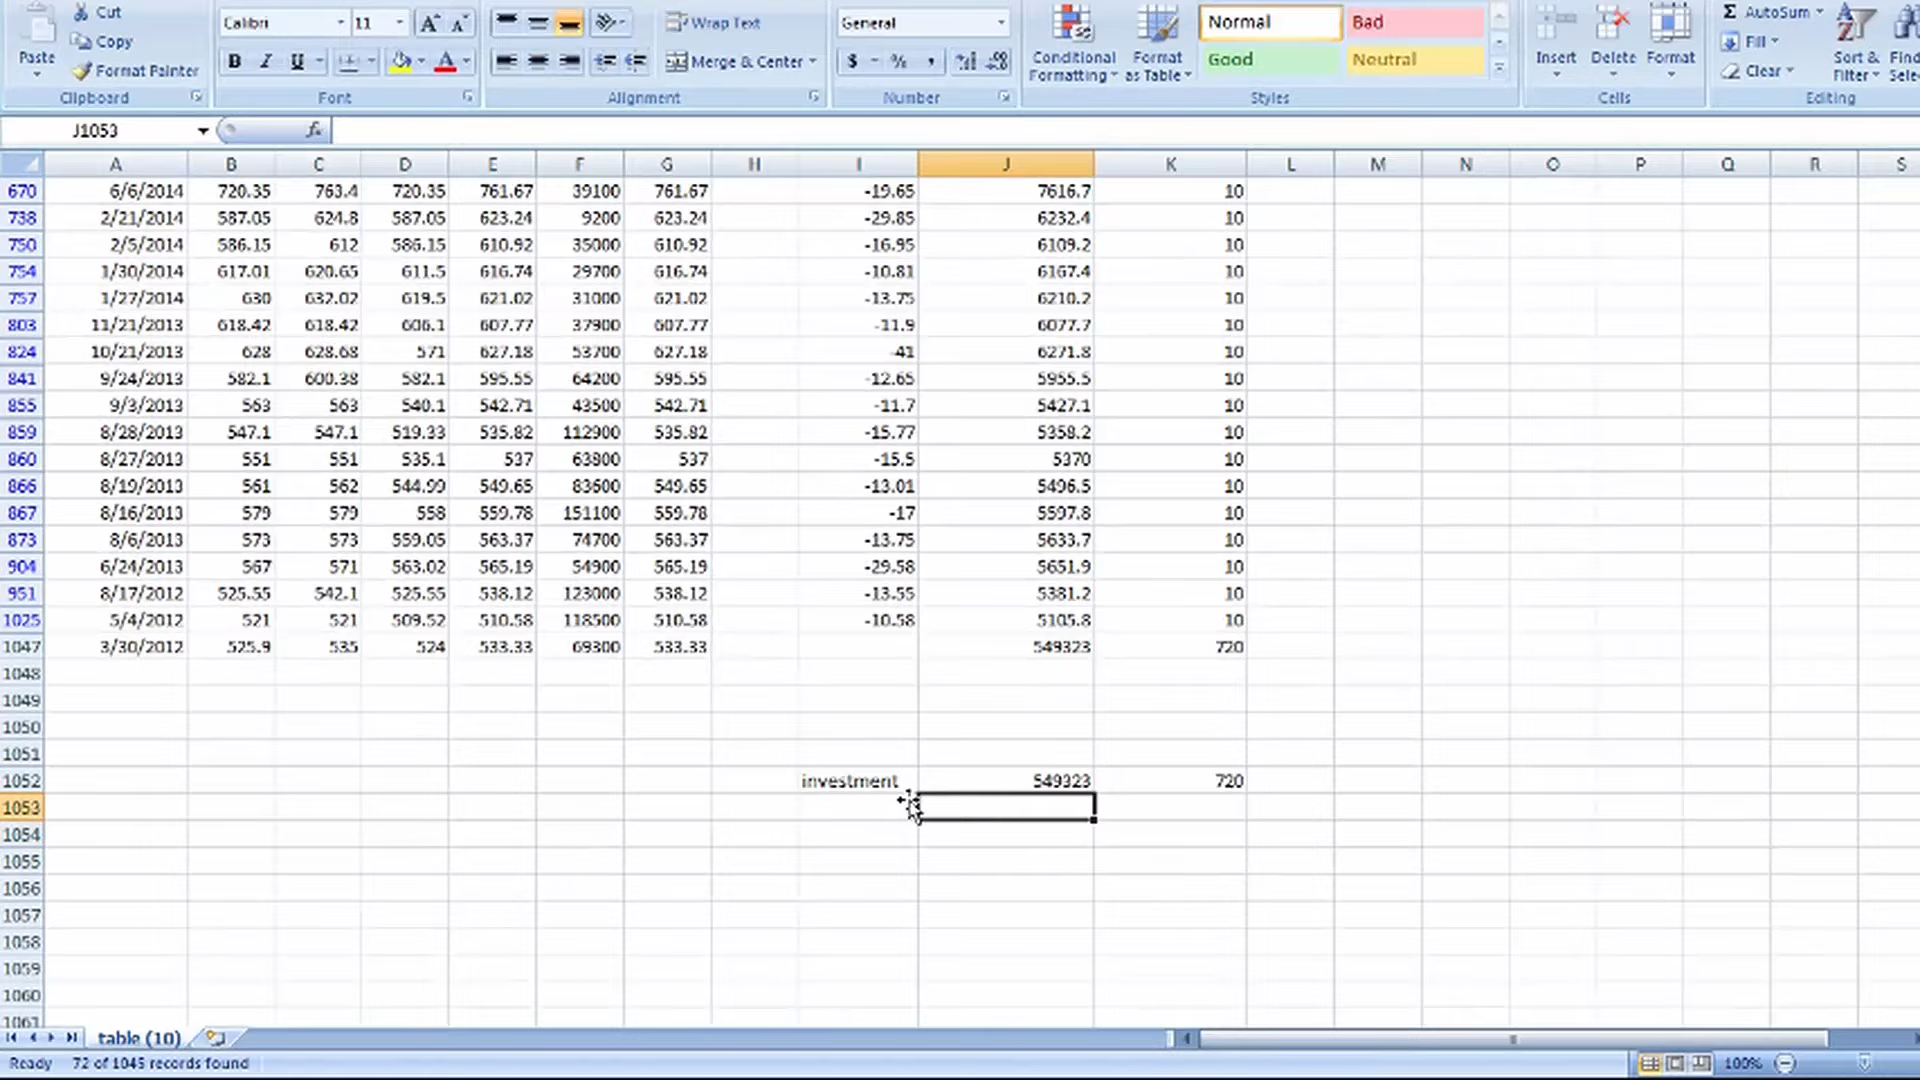 Cut
Copy
Format Painter
Paste
Clipboard
Calibri 11 A A
B I U A
Font
Wrap Text
Merge & Center
Alignment
General
$ % ,
Number
Conditional Formatting
Format as Table
Normal Bad
Good Neutral
Styles
Insert Delete Format
Cells
Σ AutoSum
Fill
Clear
Sort & Filter
Find
Editing
J1053 fx
A B C D E F G H I J K L M N O P Q R S
670 6/6/2014 720.35 763.4 720.35 761.67 39100 761.67 -19.65 7616.7 10
738 2/21/2014 587.05 624.8 587.05 623.24 9200 623.24 -29.85 6232.4 10
750 2/5/2014 586.15 612 586.15 610.92 35000 610.92 -16.95 6109.2 10
754 1/30/2014 617.01 620.65 611.5 616.74 29700 616.74 -10.81 6167.4 10
757 1/27/2014 630 632.02 619.5 621.02 31000 621.02 -13.75 6210.2 10
803 11/21/2013 618.42 618.42 606.1 607.77 37900 607.77 -11.9 6077.7 10
824 10/21/2013 628 628.68 571 627.18 53700 627.18 -41 6271.8 10
841 9/24/2013 582.1 600.38 582.1 595.55 64200 595.55 -12.65 5955.5 10
855 9/3/2013 563 563 540.1 542.71 43500 542.71 -11.7 5427.1 10
859 8/28/2013 547.1 547.1 519.33 535.82 112900 535.82 -15.77 5358.2 10
860 8/27/2013 551 551 535.1 537 63800 537 -15.5 5370 10
866 8/19/2013 561 562 544.99 549.65 83600 549.65 -13.01 5496.5 10
867 8/16/2013 579 579 558 559.78 151100 559.78 -17 5597.8 10
873 8/6/2013 573 573 559.05 563.37 74700 563.37 -13.75 5633.7 10
904 6/24/2013 567 571 563.02 565.19 54900 565.19 -29.58 5651.9 10
951 8/17/2012 525.55 542.1 525.55 538.12 123000 538.12 -13.55 5381.2 10
1025 5/4/2012 521 521 509.52 510.58 118500 510.58 -10.58 5105.8 10
1047 3/30/2012 525.9 535 524 533.33 69300 533.33 549323 720
1048
1049
1050
1051
1052 investment 549323 720
1053
1054
1055
1056
1057
1058
1059
1060
1061
table (10)
Ready 72 of 1045 records found 100%